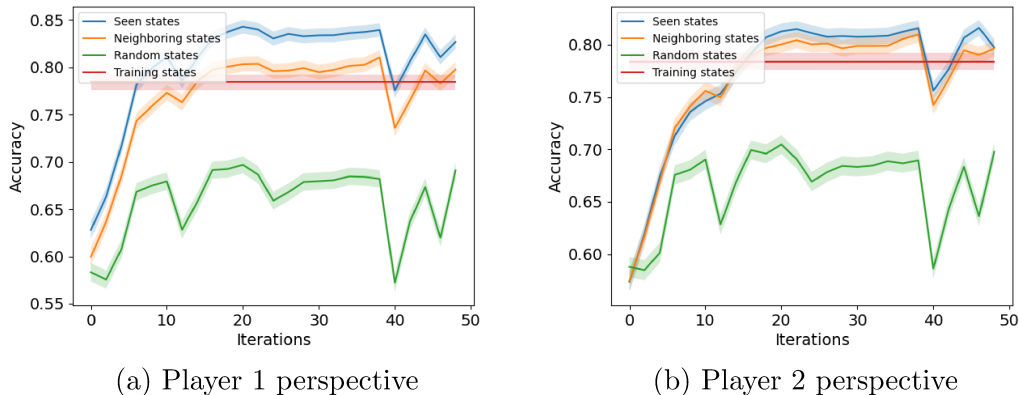 0.85
0.80
0.75
0.70
0.65
0.60
0.55
Accuracy
Seen states
Neighboring states
Random states
Training states
0 10 20 30 40 50
Iterations
(a) Player 1 perspective
0.80
0.75
0.70
0.65
0.60
Accuracy
Seen states
Neighboring states
Random states
Training states
0 10 20 30 40 50
Iterations
(b) Player 2 perspective